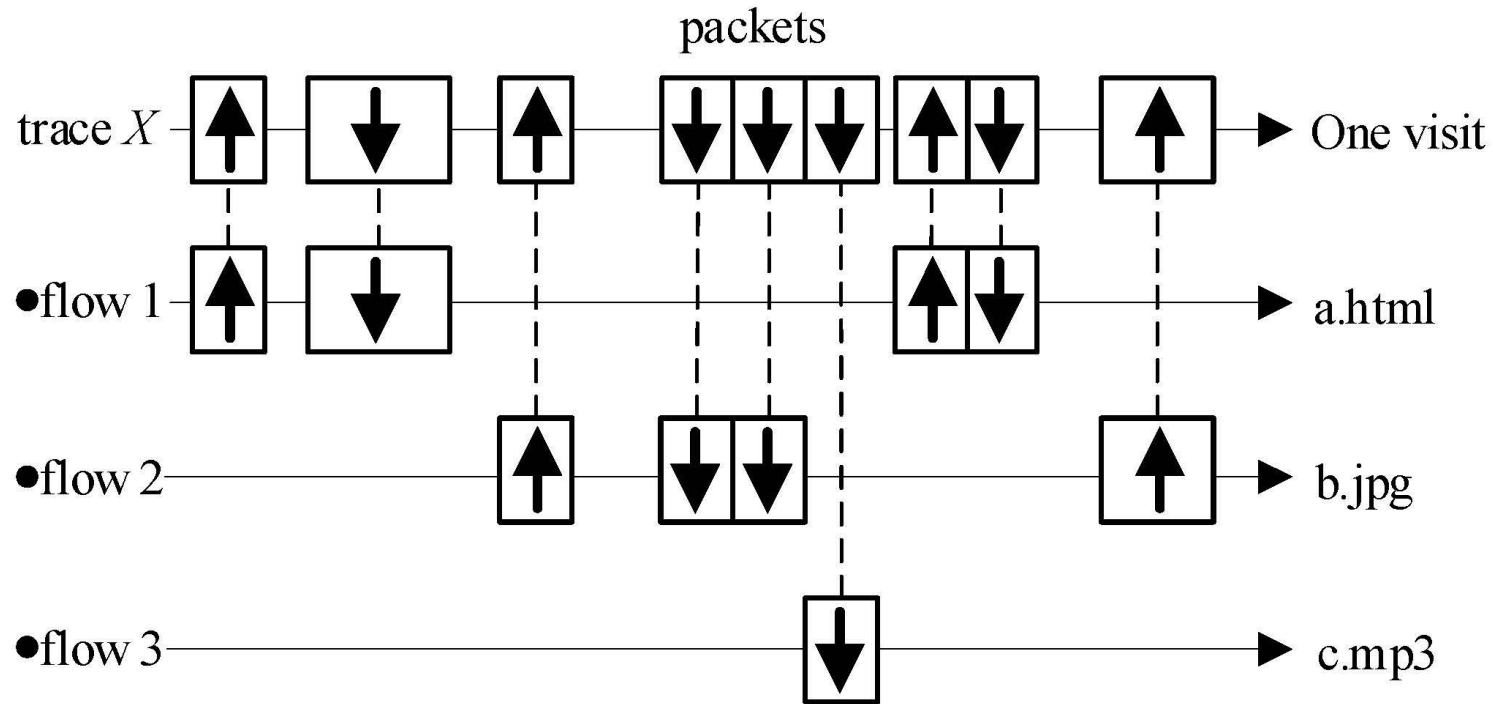 packets
trace X One visit
●flow 1 a.html
●flow 2 b.jpg
●flow 3 c.mp3